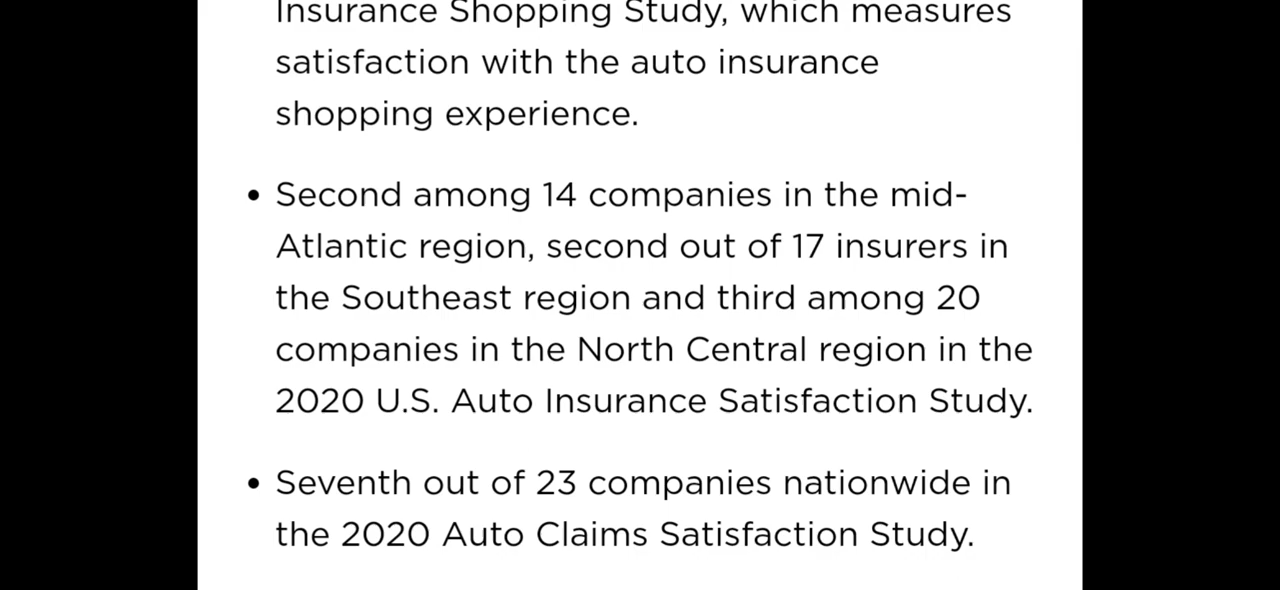 Insurance Shopping Study, which measures
satisfaction with the auto insurance
shopping experience.
• Second among 14 companies in the mid-
Atlantic region, second out of 17 insurers in
the Southeast region and third among 20
companies in the North Central region in the
2020 U.S. Auto Insurance Satisfaction Study.
• Seventh out of 23 companies nationwide in
the 2020 Auto Claims Satisfaction Study.